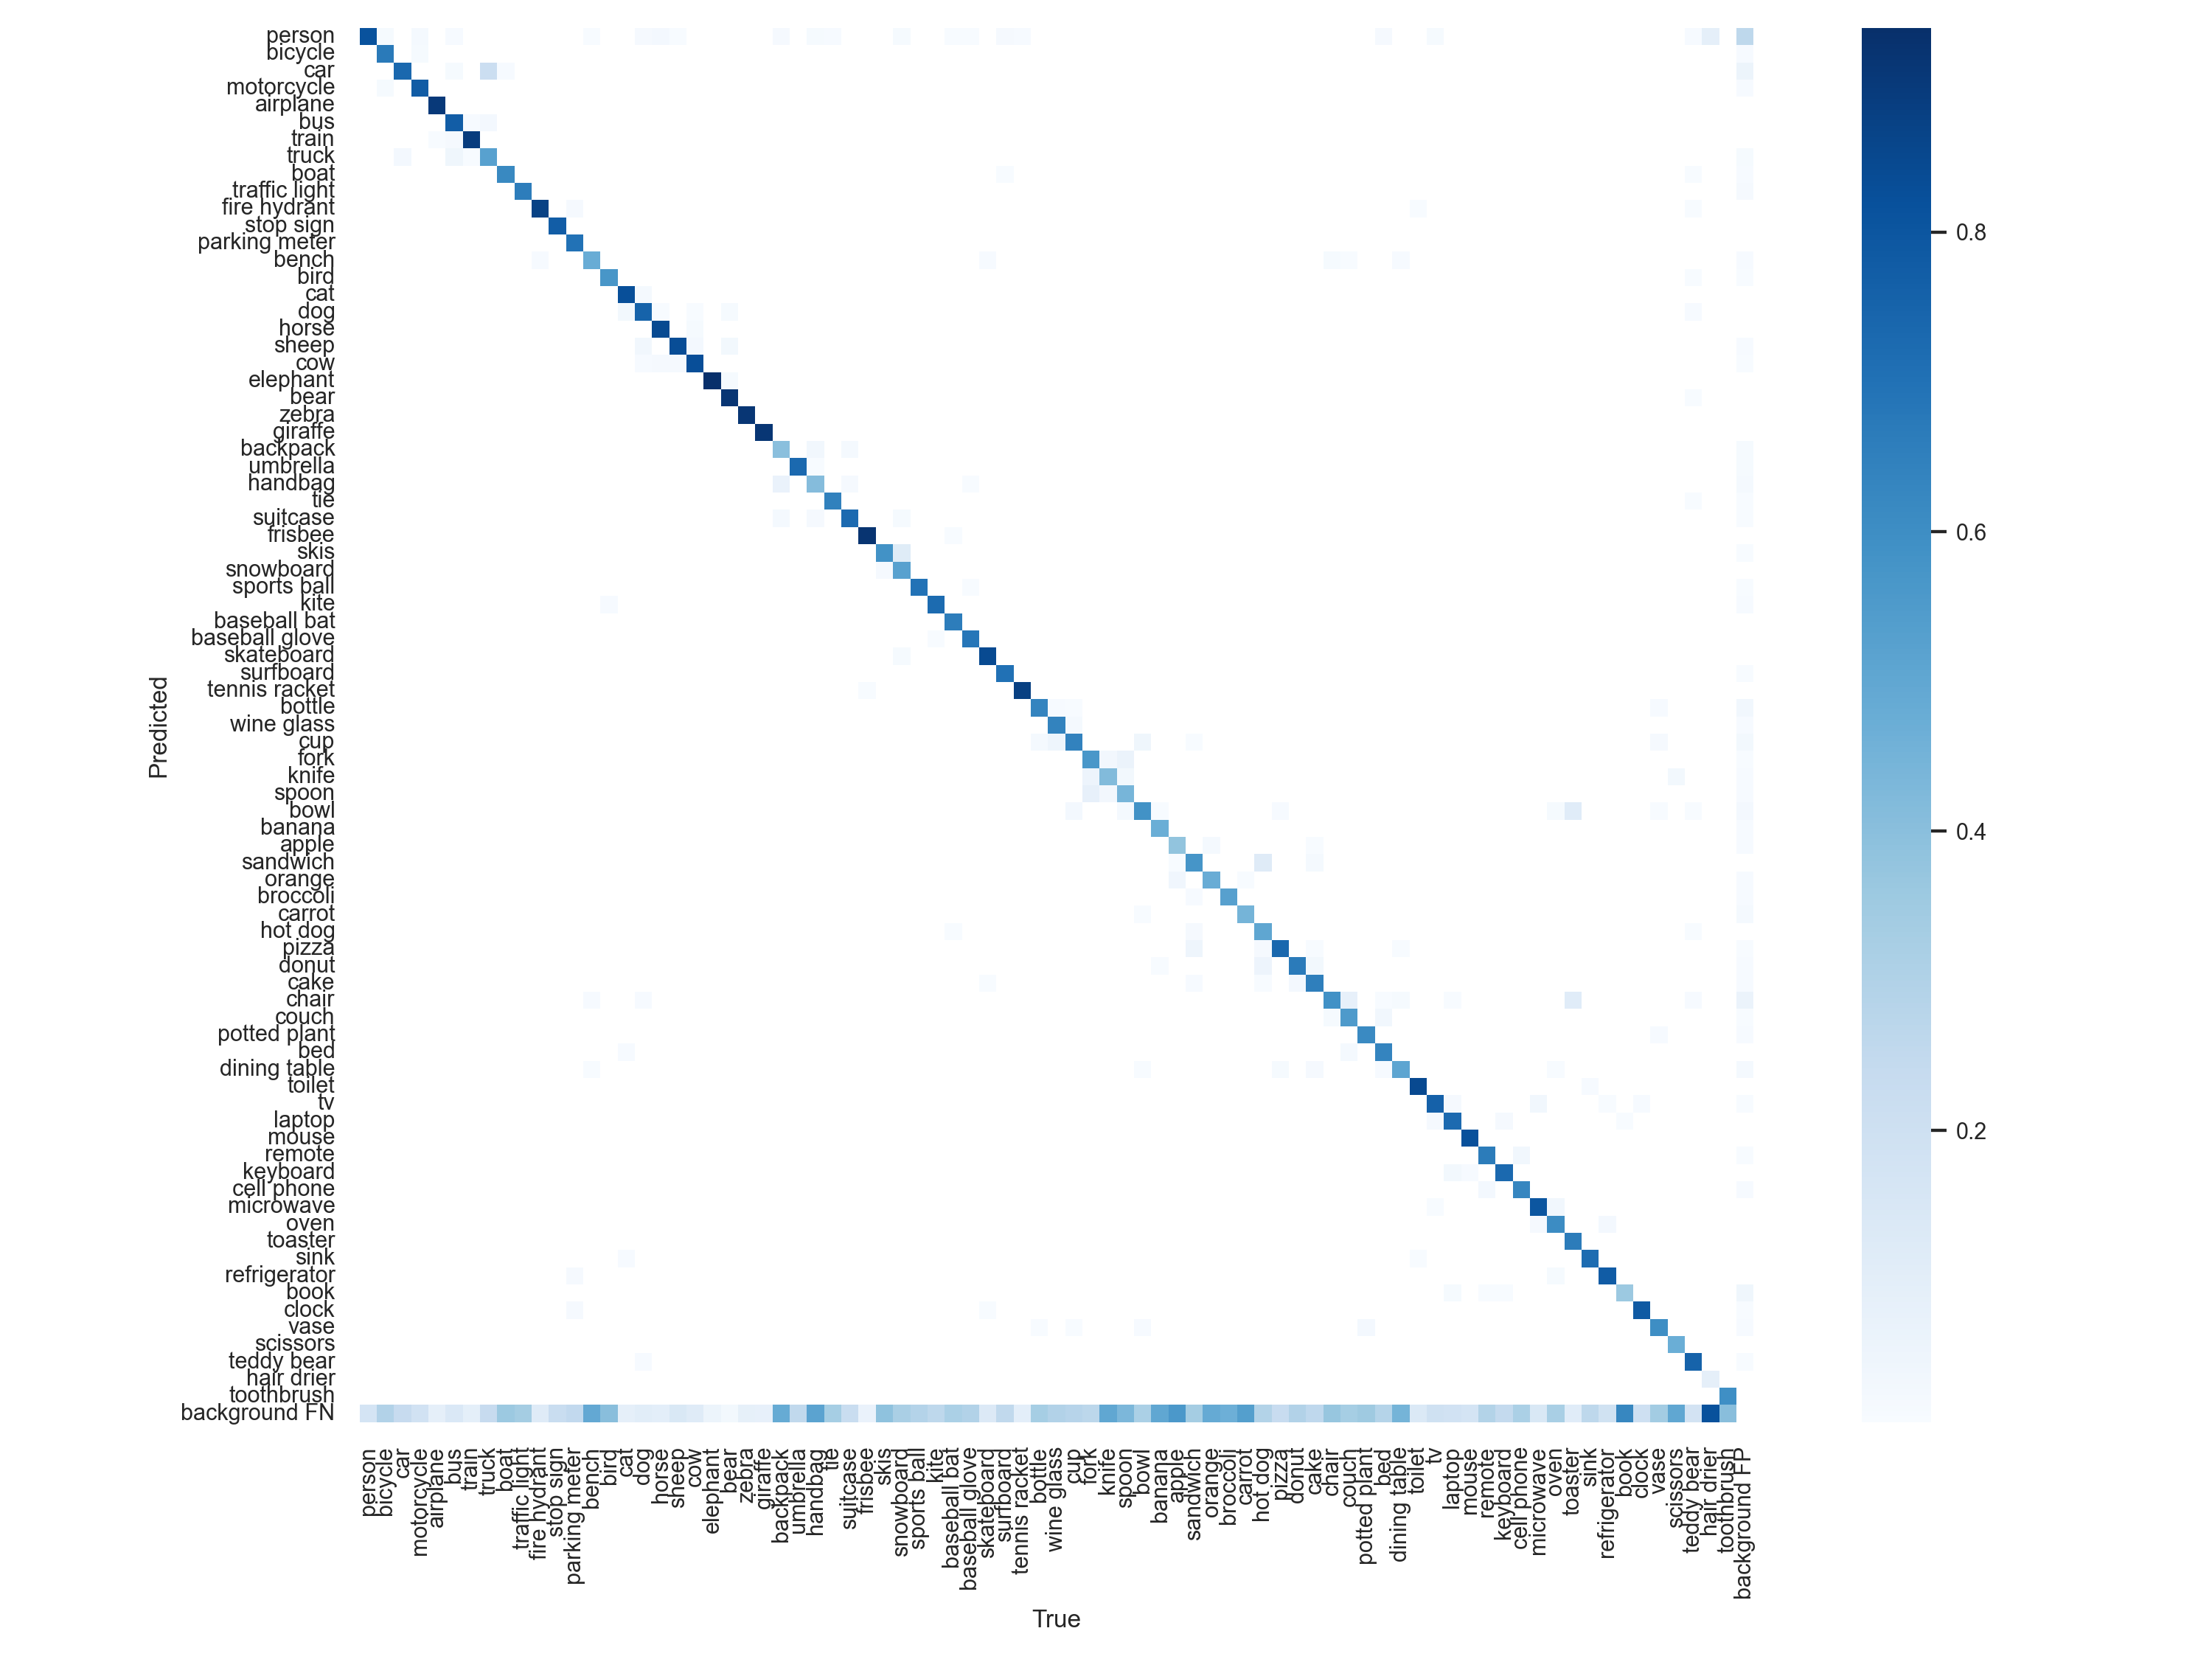 person
bicycle
car
motorcycle
airplane
bus
train
truck
boat
traffic light
fire hydrant
stop sign
parking meter
bench
bird
cat
dog
horse
sheep
cow
elephant
bear
zebra
giraffe
backpack
umbrella
handbag
tie
suitcase
frisbee
skis
snowboard
sports ball
kite
baseball bat
baseball glove
skateboard
surfboard
tennis racket
bottle
wine glass
cup
fork
knife
spoon
bowl
banana
apple
sandwich
orange
broccoli
carrot
hot dog
pizza
donut
cake
chair
couch
potted plant
bed
dining table
toilet
tv
laptop
mouse
remote
keyboard
cell phone
microwave
oven
toaster
sink
refrigerator
book
clock
vase
scissors
teddy bear
hair drier
toothbrush
background FN
Predicted
person
bicycle
car
motorcycle
airplane
bus
train
truck
boat
traffic light
fire hydrant
stop sign
parking meter
bench
bird
cat
dog
horse
sheep
cow
elephant
bear
zebra
giraffe
backpack
umbrella
handbag
tie
suitcase
frisbee
skis
snowboard
sports ball
kite
baseball bat
baseball glove
skateboard
surfboard
tennis racket
bottle
wine glass
cup
fork
knife
spoon
bowl
banana
apple
sandwich
orange
broccoli
carrot
hot dog
pizza
donut
cake
chair
couch
potted plant
bed
dining table
toilet
tv
laptop
mouse
remote
keyboard
cell phone
microwave
oven
toaster
sink
refrigerator
book
clock
vase
scissors
teddy bear
hair drier
toothbrush
background FP
True
0.8
0.6
0.4
0.2